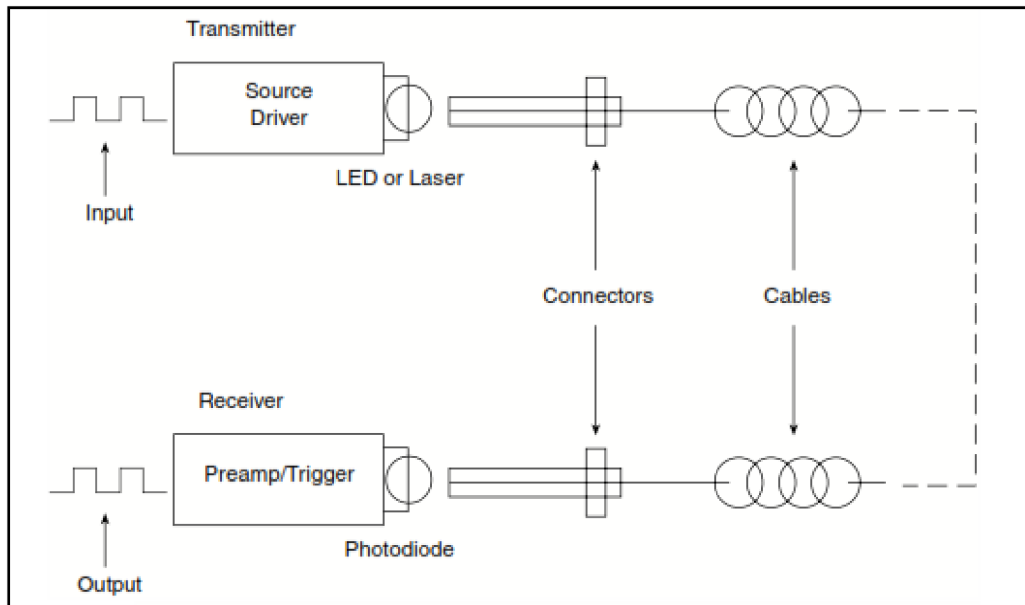 Transmitter
Source
Driver
LED or Laser
Input
Connectors
Cables
Receiver
Preamp/Trigger
Photodiode
Output